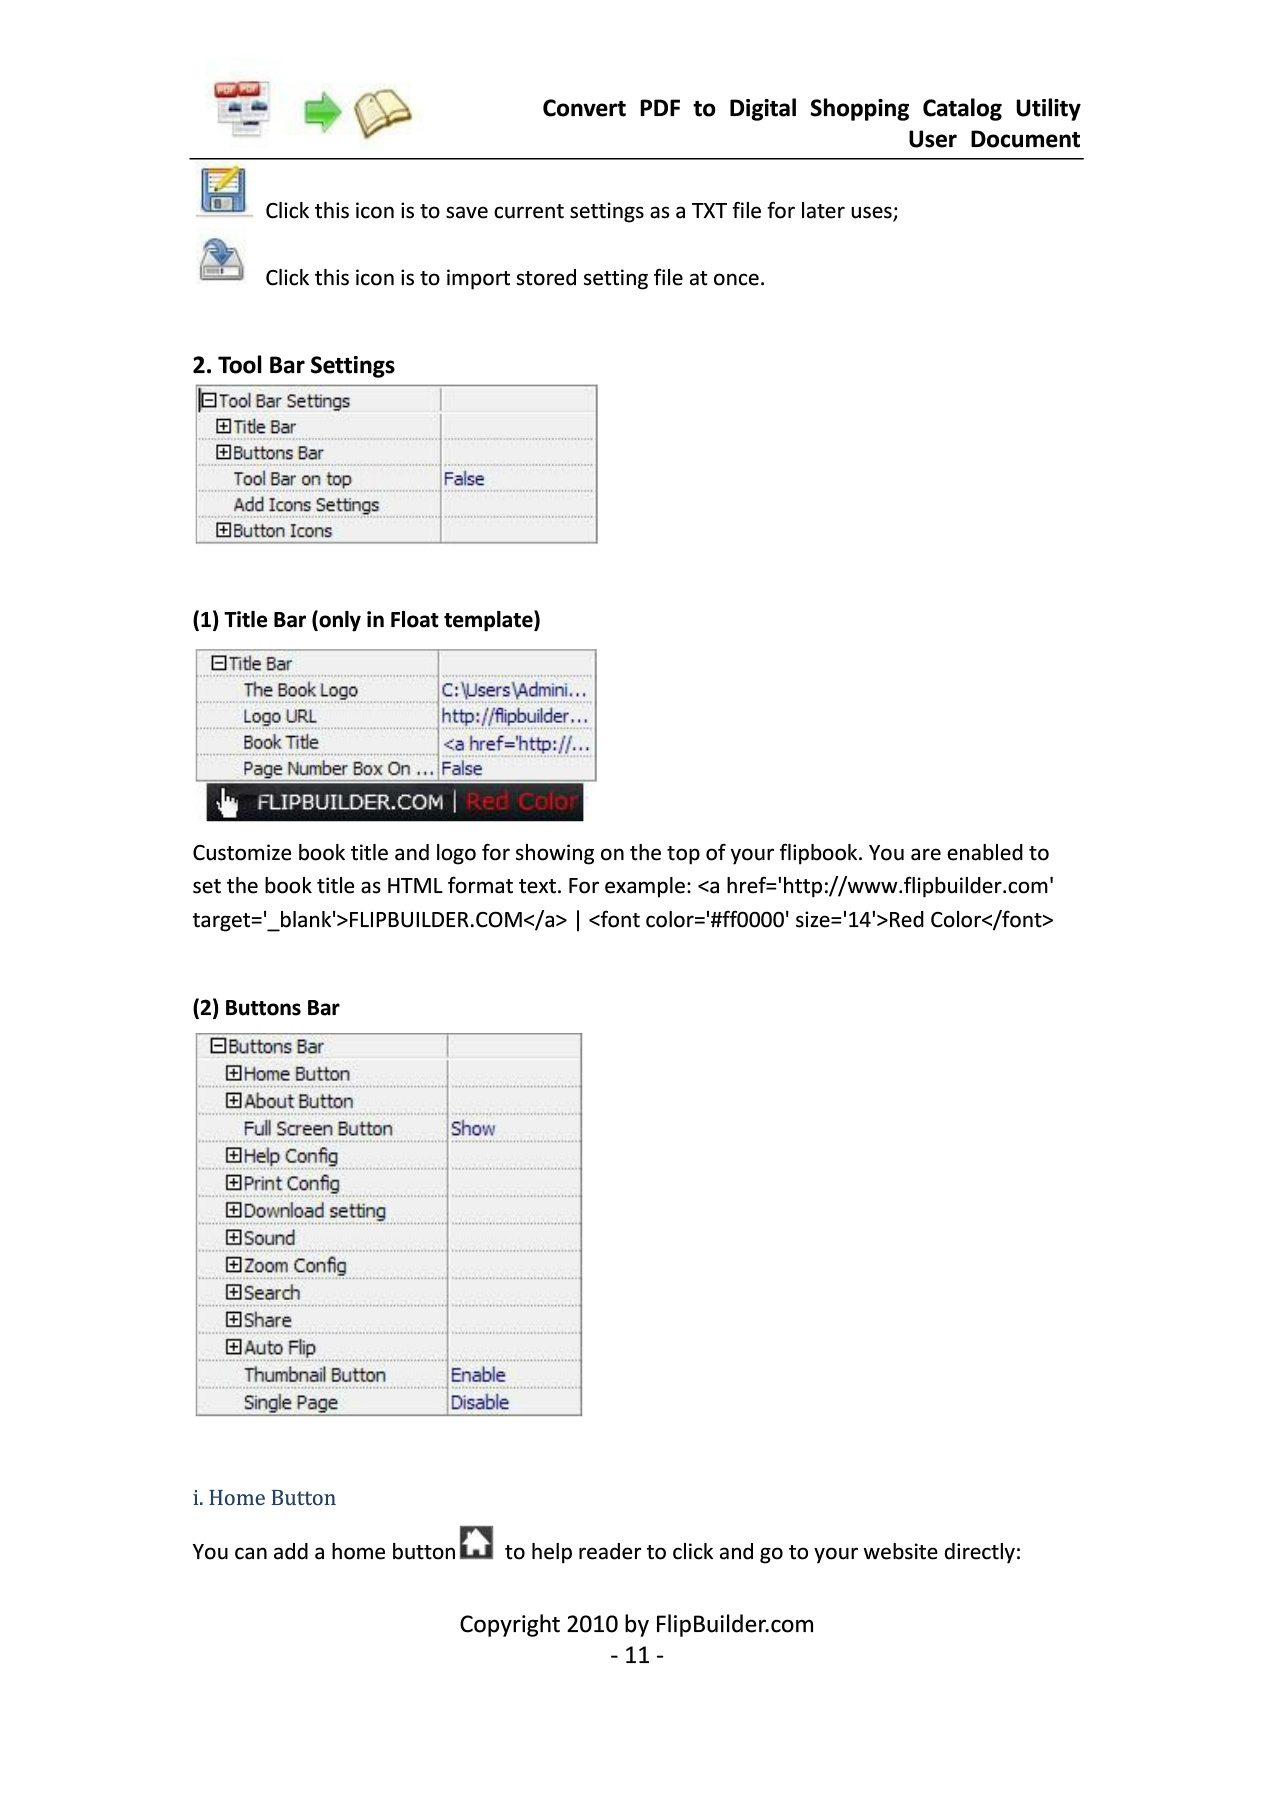 PDF PDF
Convert PDF to Digital Shopping Catalog Utility
User Document
Click this icon is to save current settings as a TXT file for later uses;
Click this icon is to import stored setting file at once.
2. Tool Bar Settings
Tool Bar Settings
Title Bar
Buttons Bar
Tool Bar on top False
Add Icons Settings
Button Icons
(1) Title Bar (only in Float template)
Title Bar
The Book Logo C:\Users\Admini...
Logo URL http://flipbuilder...
Book Title <a href='http://...
Page Number Box On ... False
FLIPBUILDER.COM | Red Color
Customize book title and logo for showing on the top of your flipbook. You are enabled to
set the book title as HTML format text. For example: <a href='http://www.flipbuilder.com'
target='_blank'>FLIPBUILDER.COM</a> | <font color='#ff0000' size='14'>Red Color</font>
(2) Buttons Bar
Buttons Bar
Home Button
About Button
Full Screen Button Show
Help Config
Print Config
Download setting
Sound
Zoom Config
Search
Share
Auto Flip
Thumbnail Button Enable
Single Page Disable
i. Home Button
You can add a home button to help reader to click and go to your website directly:
Copyright 2010 by FlipBuilder.com
- 11 -